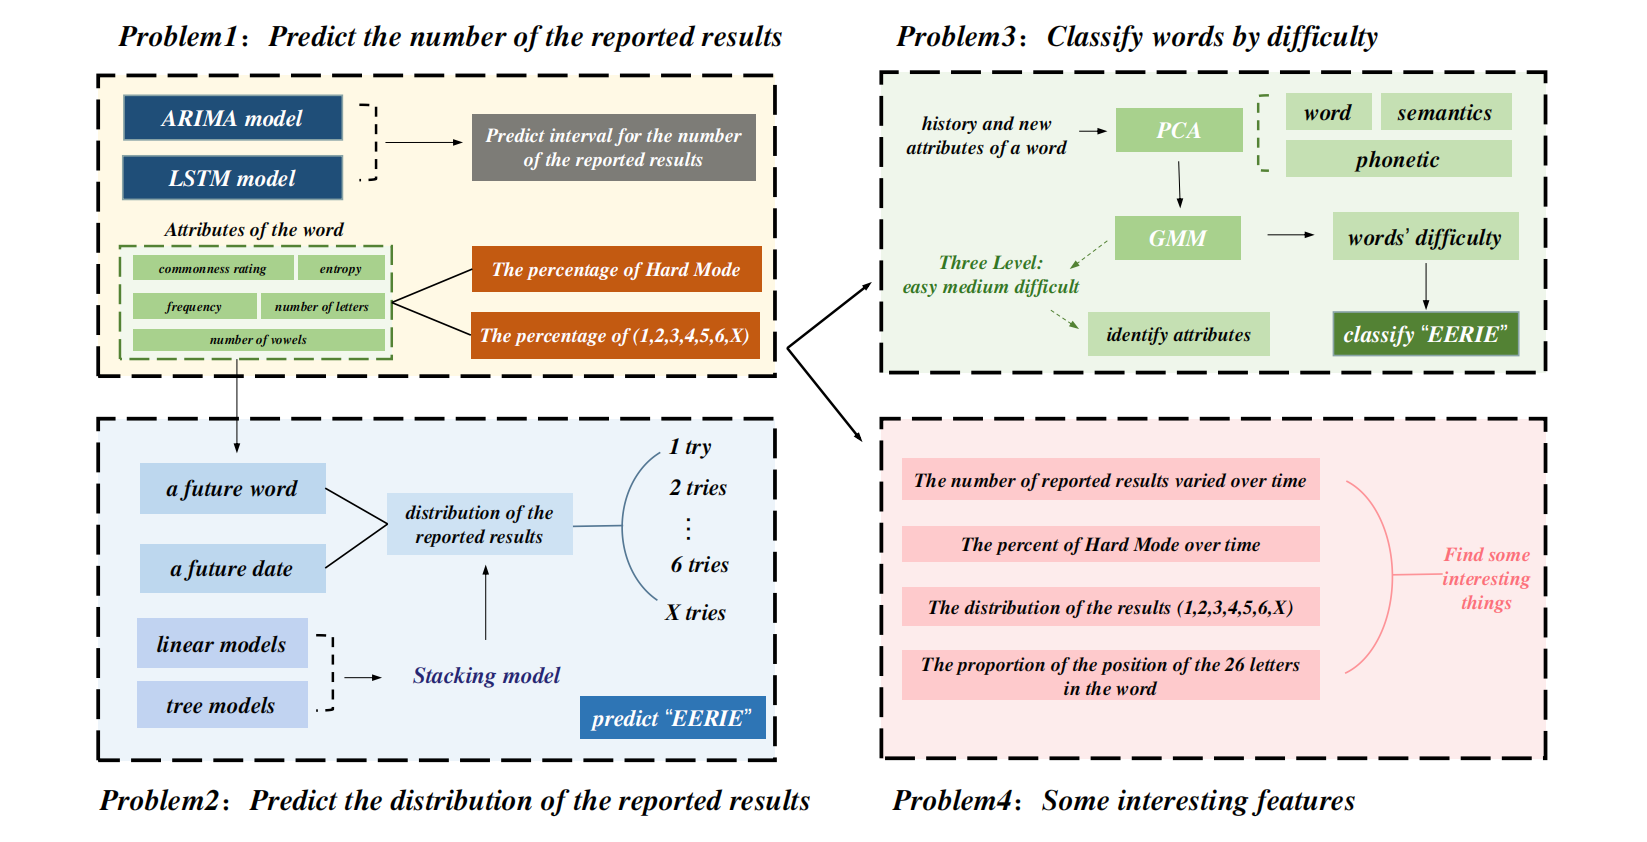 Problem1：Predict the number of the reported results
ARIMA model
LSTM model
Predict interval for the number
of the reported results
Attributes of the word
commonness rating
entropy
frequency
number of letters
number of vowels
The percentage of Hard Mode
The percentage of (1,2,3,4,5,6,X)
a future word
a future date
distribution of the
reported results
1 try
2 tries
⋮
6 tries
X tries
linear models
tree models
Stacking model
predict “EERIE”
Problem2：Predict the distribution of the reported results
Problem3：Classify words by difficulty
history and new
attributes of a word
PCA
word
semantics
phonetic
GMM
words’ difficulty
Three Level:
easy medium difficult
identify attributes
classify “EERIE”
The number of reported results varied over time
The percent of Hard Mode over time
The distribution of the results (1,2,3,4,5,6,X)
The proportion of the position of the 26 letters
in the word
Find some
interesting
things
Problem4：Some interesting features